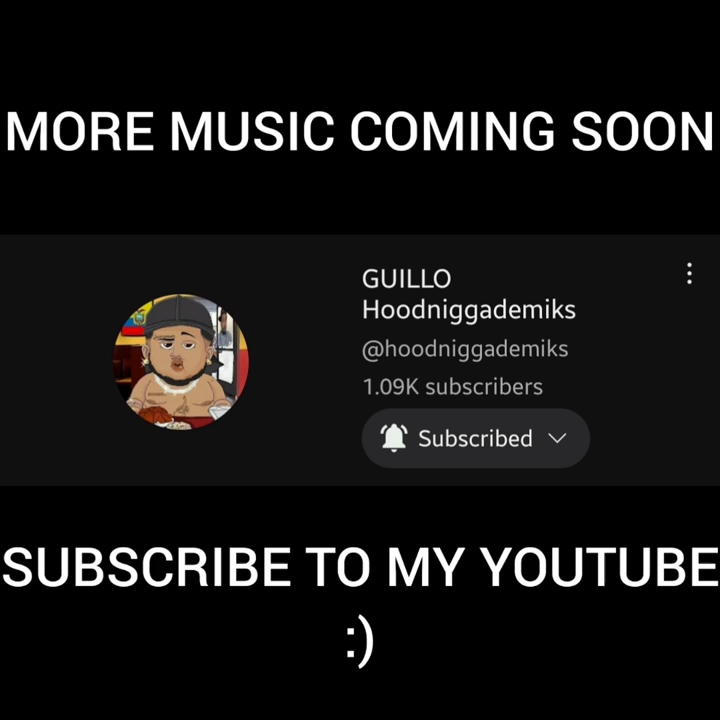 MORE MUSIC COMING SOON
GUILLO
Hoodniggademiks
@hoodniggademiks
1.09K subscribers
Subscribed
SUBSCRIBE TO MY YOUTUBE
:)